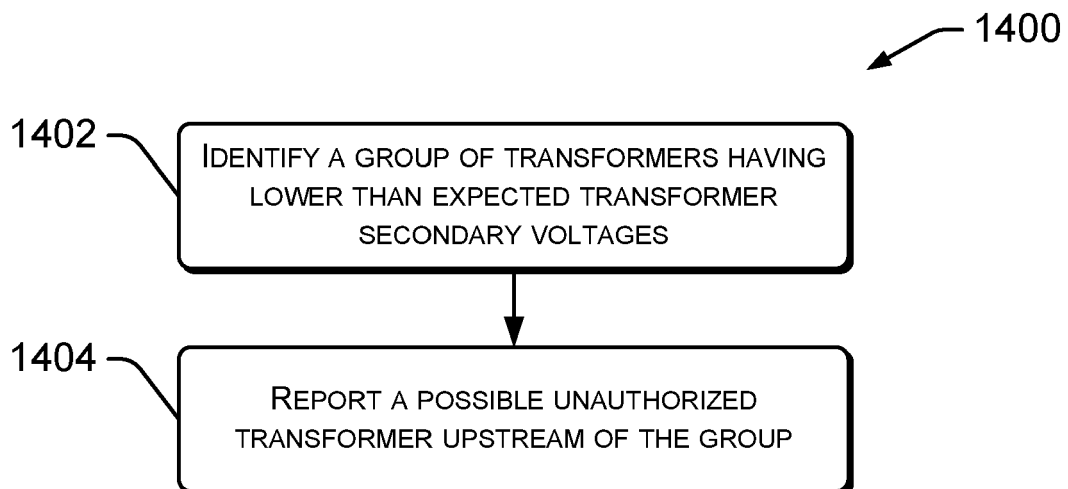 1400
1402
IDENTIFY A GROUP OF TRANSFORMERS HAVING
LOWER THAN EXPECTED TRANSFORMER
SECONDARY VOLTAGES
1404
REPORT A POSSIBLE UNAUTHORIZED
TRANSFORMER UPSTREAM OF THE GROUP